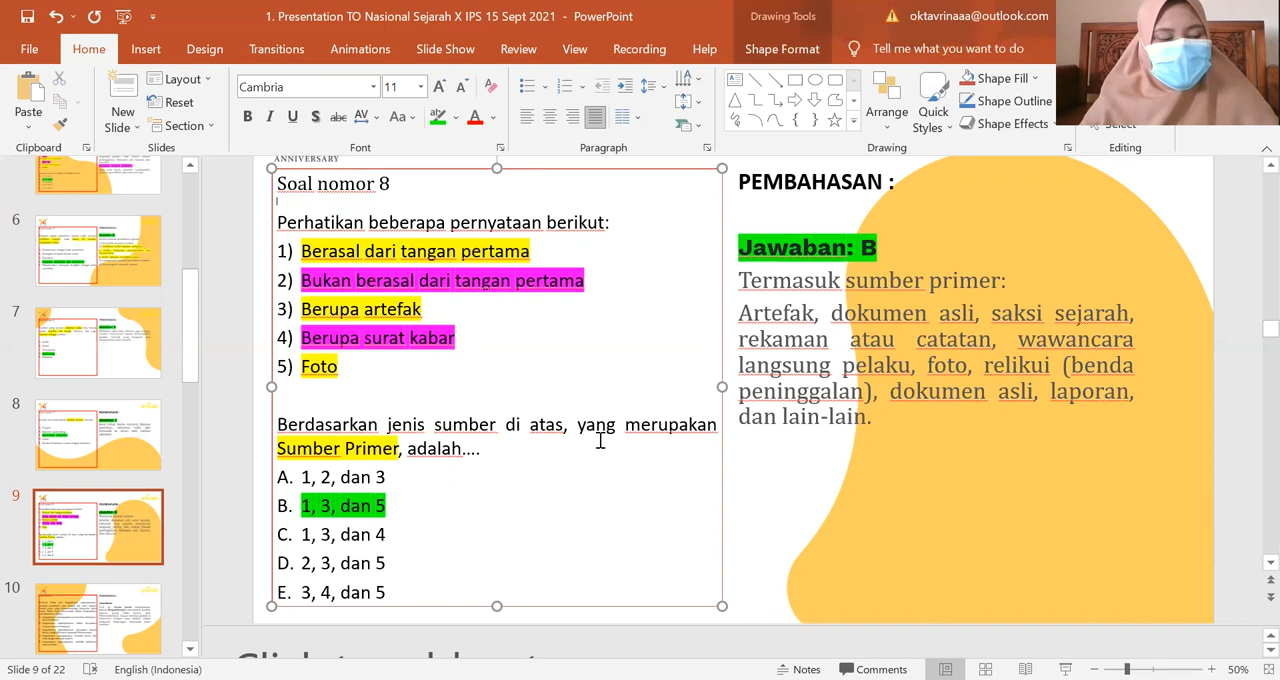 1. Presentation TO Nasional Sejarah X IPS 15 Sept 2021 - PowerPoint
Drawing Tools
oktavrinaaa@outlook.com
File Home Insert Design Transitions Animations Slide Show Review View Recording Help Shape Format Tell me what you want to do
Paste
New Slide
Layout
Reset
Section
Cambria 11
B I U S abc AV Aa A
Arrange
Quick Styles
Shape Fill
Shape Outline
Shape Effects
Select
Clipboard Slides Font Paragraph Drawing Editing
6
7
8
9
10
ANNIVERSARY
Soal nomor 8
Perhatikan beberapa pernyataan berikut:
1) Berasal dari tangan pertama
2) Bukan berasal dari tangan pertama
3) Berupa artefak
4) Berupa surat kabar
5) Foto
Berdasarkan jenis sumber di atas, yang merupakan
Sumber Primer, adalah....
A. 1, 2, dan 3
B. 1, 3, dan 5
C. 1, 3, dan 4
D. 2, 3, dan 5
E. 3, 4, dan 5
PEMBAHASAN :
Jawaban: B
Termasuk sumber primer:
Artefak, dokumen asli, saksi sejarah,
rekaman atau catatan, wawancara
langsung pelaku, foto, relikui (benda
peninggalan), dokumen asli, laporan,
dan lain-lain.
Slide 9 of 22 English (Indonesia) Notes Comments 50%